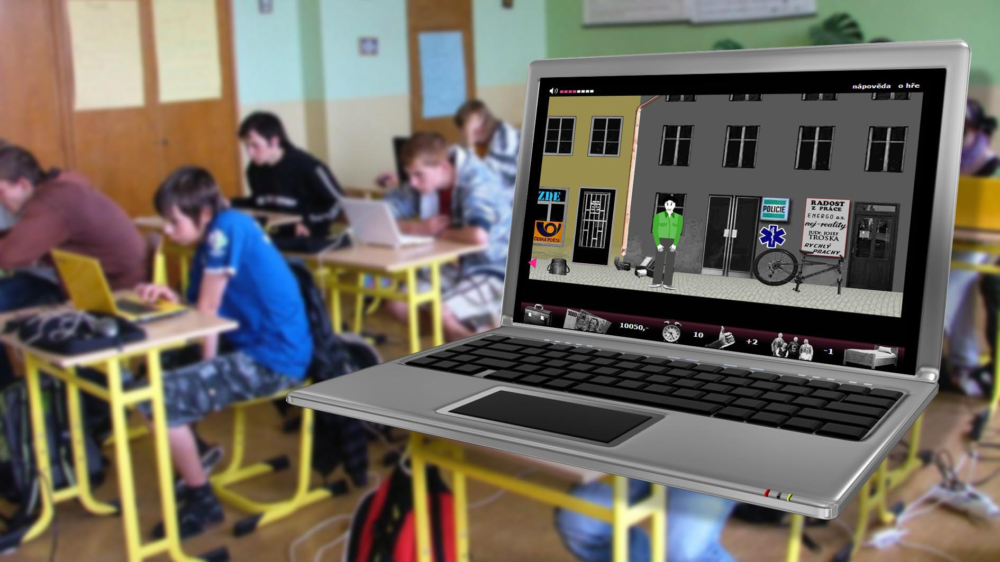 nápověda o hře
ZDE
ČESKÁ POŠTA
POLICIE
RADOST
Z PRÁCE
ENERGO a.s.
nej-reality
JUDr. JOSEF
TROSKA
RYCHLÝ
PRACHY
1000
10050,-
10
+2
-1